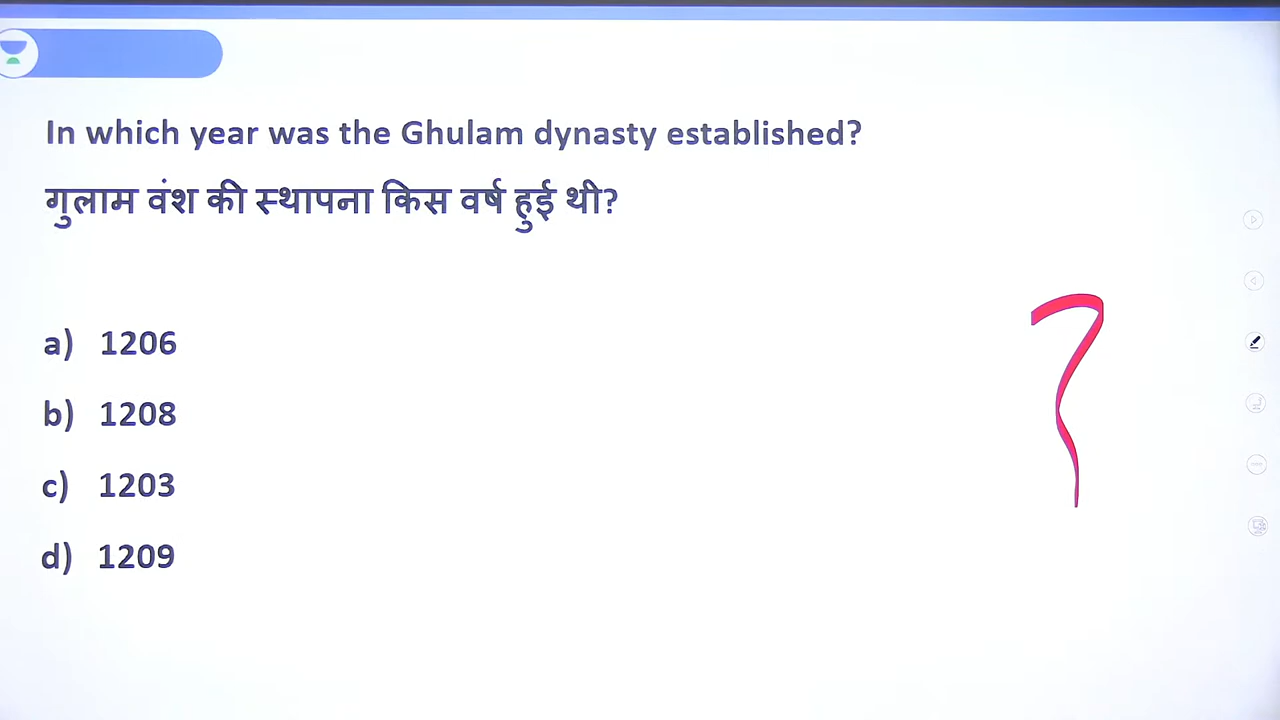 In which year was the Ghulam dynasty established?
गुलाम वंश की स्थापना किस वर्ष हुई थी?
a) 1206
b) 1208
c) 1203
d) 1209